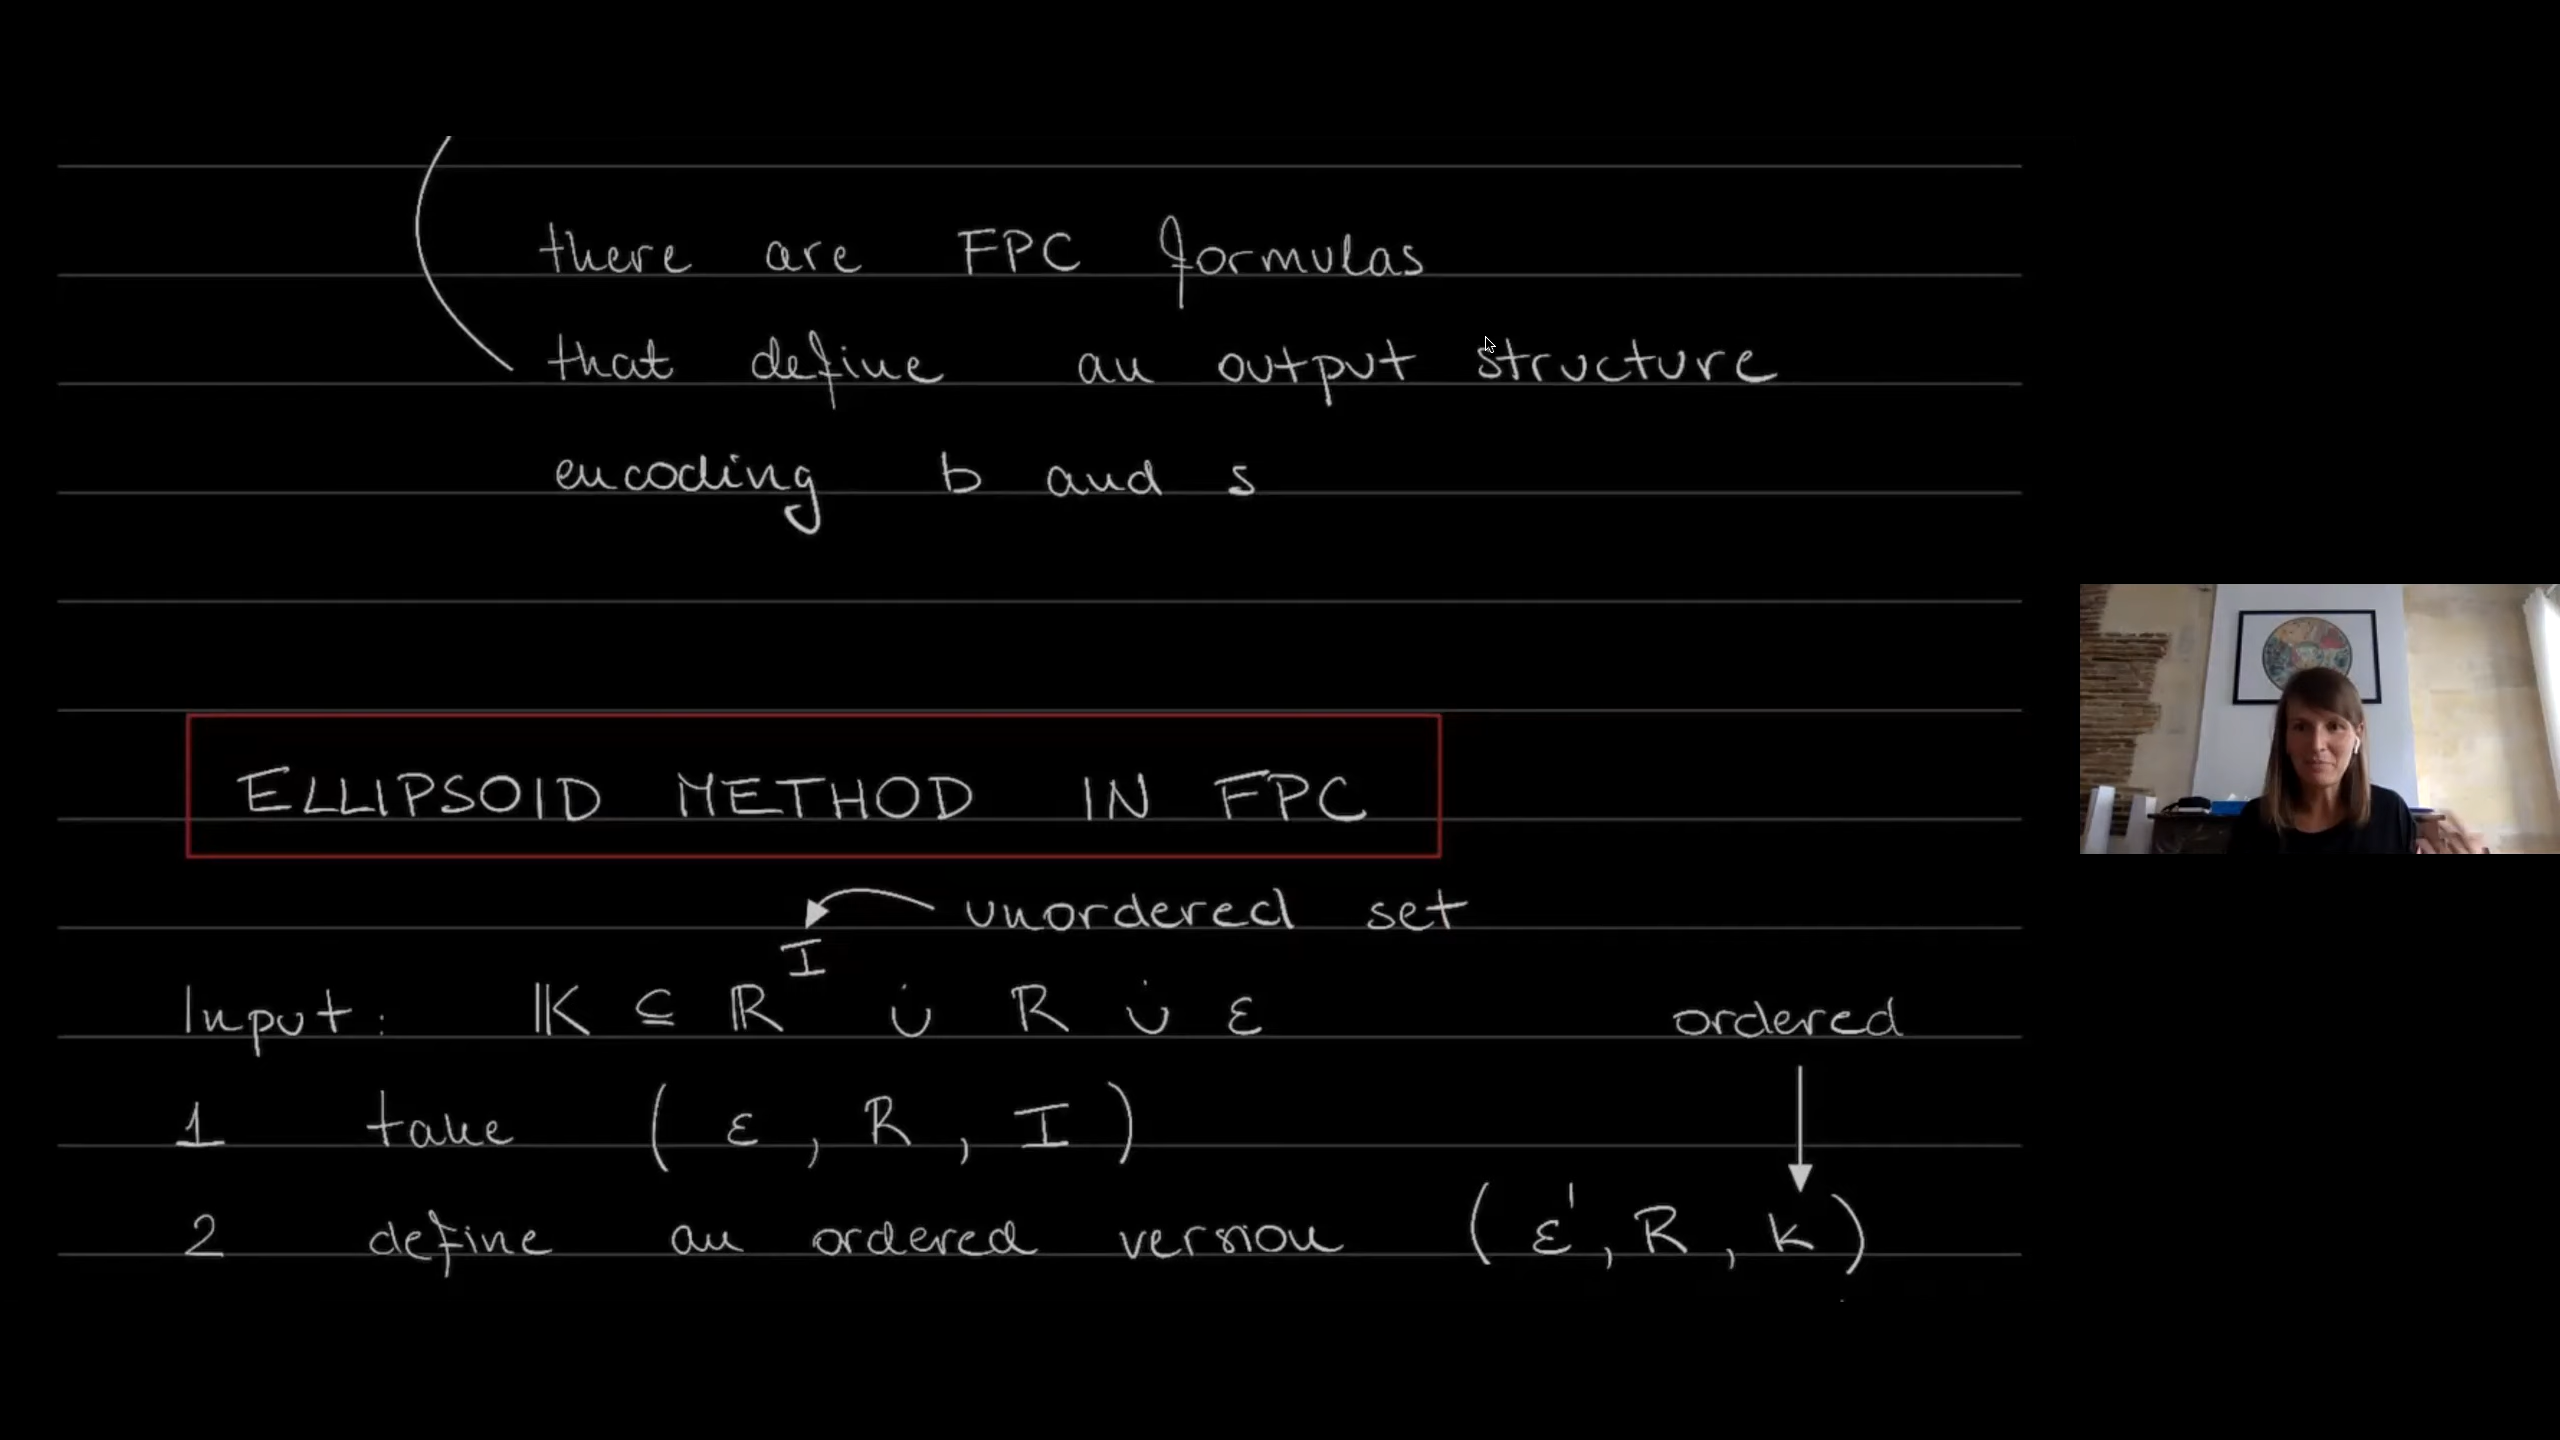 there are FPC formulas
that define an output structure
encoding b and s
ELLIPSOID METHOD IN FPC
unordered set
Input: 𝕂 ⊆ ℝᴵ ∪̇ R ∪̇ ε
ordered
1 take (ε, R, I)
2 define an ordered version (ε', R, k)